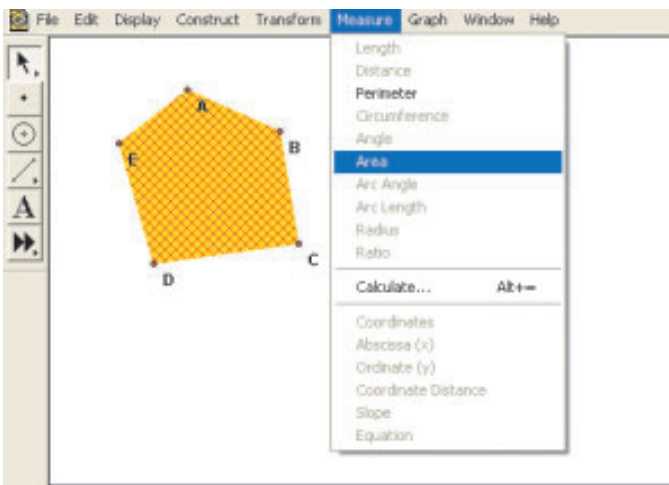 File Edit Display Construct Transform Measure Graph Window Help
Length
Distance
Perimeter
Circumference
Angle
Area
Arc Angle
Arc Length
Radius
Ratio
Calculate... Alt+=
Coordinates
Abscissa (x)
Ordinate (y)
Coordinate Distance
Slope
Equation
A
A
B
E
C
D